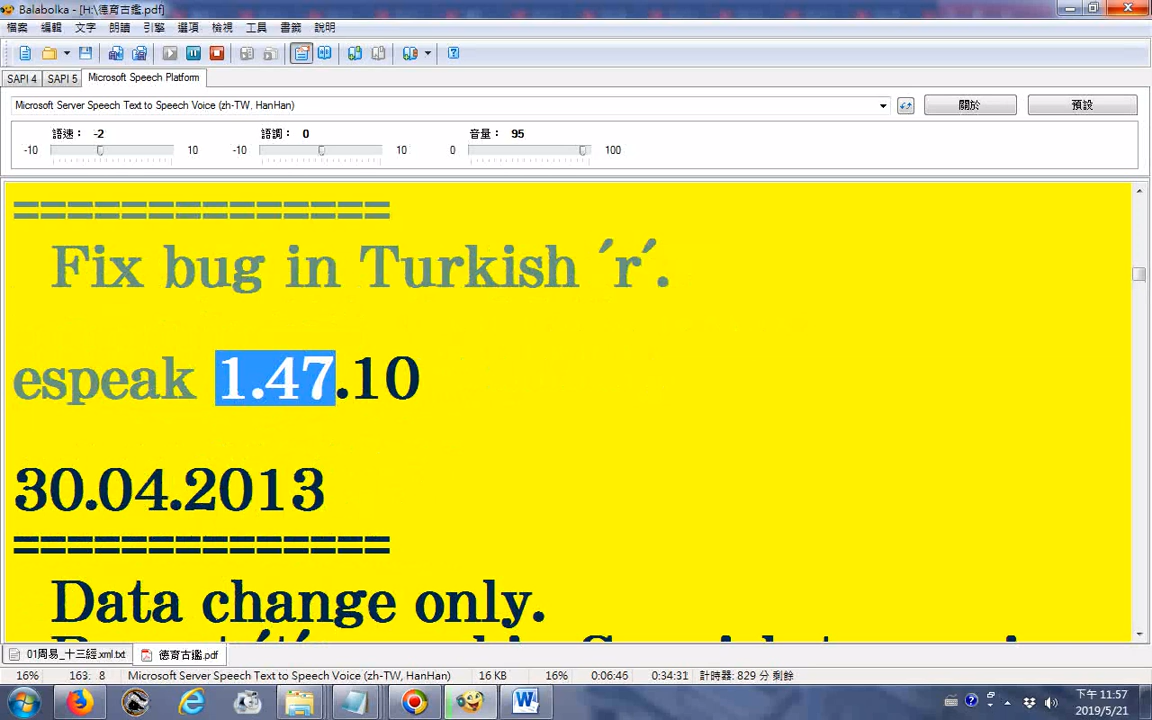 Balabolka - [H:\德育古鑑.pdf]
檔案 編輯 文字 朗讀 引擎 選項 檢視 工具 書籤 說明
SAPI 4 SAPI 5 Microsoft Speech Platform
Microsoft Server Speech Text to Speech Voice (zh-TW, HanHan) 關於 預設
語速： -2 語調： 0 音量： 95
-10 10 -10 10 0 100
==============
Fix bug in Turkish ´r´.
espeak 1.47.10
30.04.2013
==============
Data change only.
01周易_十三經.xml.txt 德育古鑑.pdf
16% 163: 8 Microsoft Server Speech Text to Speech Voice (zh-TW, HanHan) 16 KB 16% 0:06:46 0:34:31 計時器: 829 分 剩餘
下午 11:57
2019/5/21